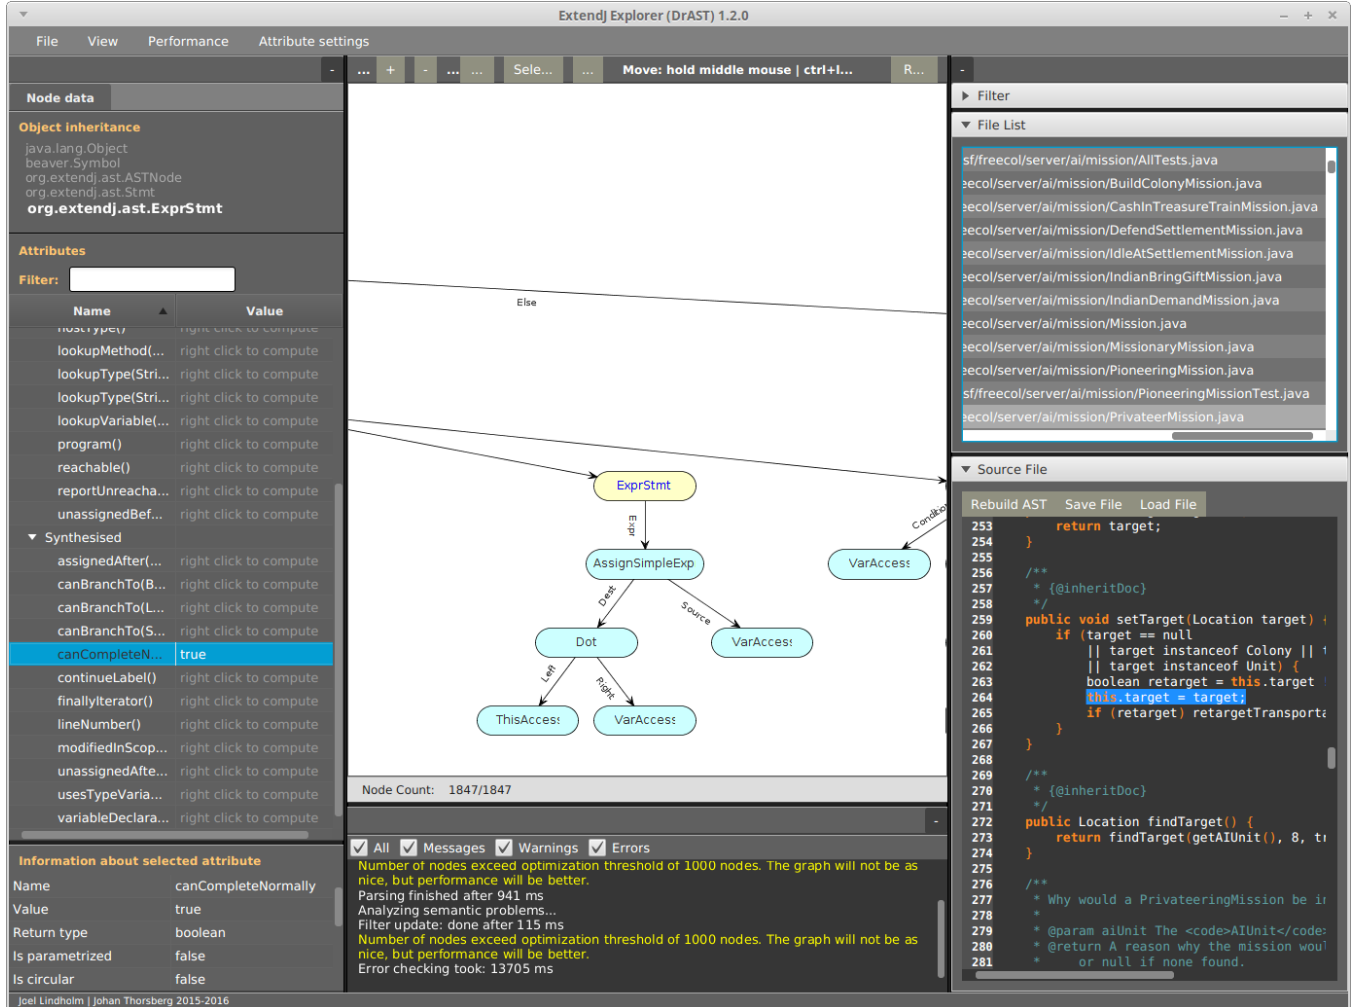 ExtendJ Explorer (DrAST) 1.2.0
File View Performance Attribute settings
-
Node data
Object inheritance
java.lang.Object
beaver.Symbol
org.extendj.ast.ASTNode
org.extendj.ast.Stmt
org.extendj.ast.ExprStmt
Attributes
Filter:
Name Value
hostType() right click to compute
lookupMethod(... right click to compute
lookupType(Stri... right click to compute
lookupType(Stri... right click to compute
lookupVariable(... right click to compute
program() right click to compute
reachable() right click to compute
reportUnreacha... right click to compute
unassignedBef... right click to compute
Synthesised
assignedAfter(... right click to compute
canBranchTo(B... right click to compute
canBranchTo(L... right click to compute
canBranchTo(S... right click to compute
canCompleteN... true
continueLabel() right click to compute
finallyIterator() right click to compute
lineNumber() right click to compute
modifiedInScop... right click to compute
unassignedAfte... right click to compute
usesTypeVaria... right click to compute
variableDeclara... right click to compute
Information about selected attribute
Name canCompleteNormally
Value true
Return type boolean
Is parametrized false
Is circular false
Joel Lindholm | Johan Thorsberg 2015-2016
... + - ... ... Sele... ... Move: hold middle mouse | ctrl+l... R...
Else
ExprStmt
Expr
Conditio
AssignSimpleExp
VarAccess
Dest
Source
Dot
VarAccess
Left
Right
ThisAccess
VarAccess
Node Count: 1847/1847
-
All Messages Warnings Errors
Number of nodes exceed optimization threshold of 1000 nodes. The graph will not be as
nice, but performance will be better.
Parsing finished after 941 ms
Analyzing semantic problems...
Filter update: done after 115 ms
Number of nodes exceed optimization threshold of 1000 nodes. The graph will not be as
nice, but performance will be better.
Error checking took: 13705 ms
-
Filter
File List
sf/freecol/server/ai/mission/AllTests.java
eecol/server/ai/mission/BuildColonyMission.java
eecol/server/ai/mission/CashInTreasureTrainMission.java
eecol/server/ai/mission/DefendSettlementMission.java
eecol/server/ai/mission/IdleAtSettlementMission.java
eecol/server/ai/mission/IndianBringGiftMission.java
eecol/server/ai/mission/IndianDemandMission.java
eecol/server/ai/mission/Mission.java
eecol/server/ai/mission/MissionaryMission.java
eecol/server/ai/mission/PioneeringMission.java
sf/freecol/server/ai/mission/PioneeringMissionTest.java
eecol/server/ai/mission/PrivateerMission.java
Source File
Rebuild AST Save File Load File
253 return target;
254 }
255
256 /**
257 * {@inheritDoc}
258 */
259 public void setTarget(Location target) {
260 if (target == null
261 || target instanceof Colony || t
262 || target instanceof Unit) {
263 boolean retarget = this.target
264 this.target = target;
265 if (retarget) retargetTransporta
266 }
267 }
268
269 /**
270 * {@inheritDoc}
271 */
272 public Location findTarget() {
273 return findTarget(getAIUnit(), 8, tr
274 }
275
276 /**
277 * Why would a PrivateeringMission be in
278 *
279 * @param aiUnit The <code>AIUnit</code>
280 * @return A reason why the mission woul
281 * or null if none found.